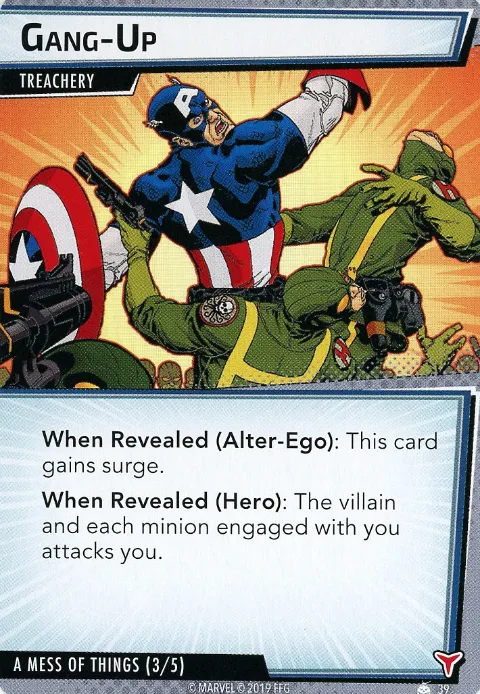 GANG-UP
TREACHERY
When Revealed (Alter-Ego): This card
gains surge.
When Revealed (Hero): The villain
and each minion engaged with you
attacks you.
A MESS OF THINGS (3/5)
© MARVEL © 2019 FFG
39